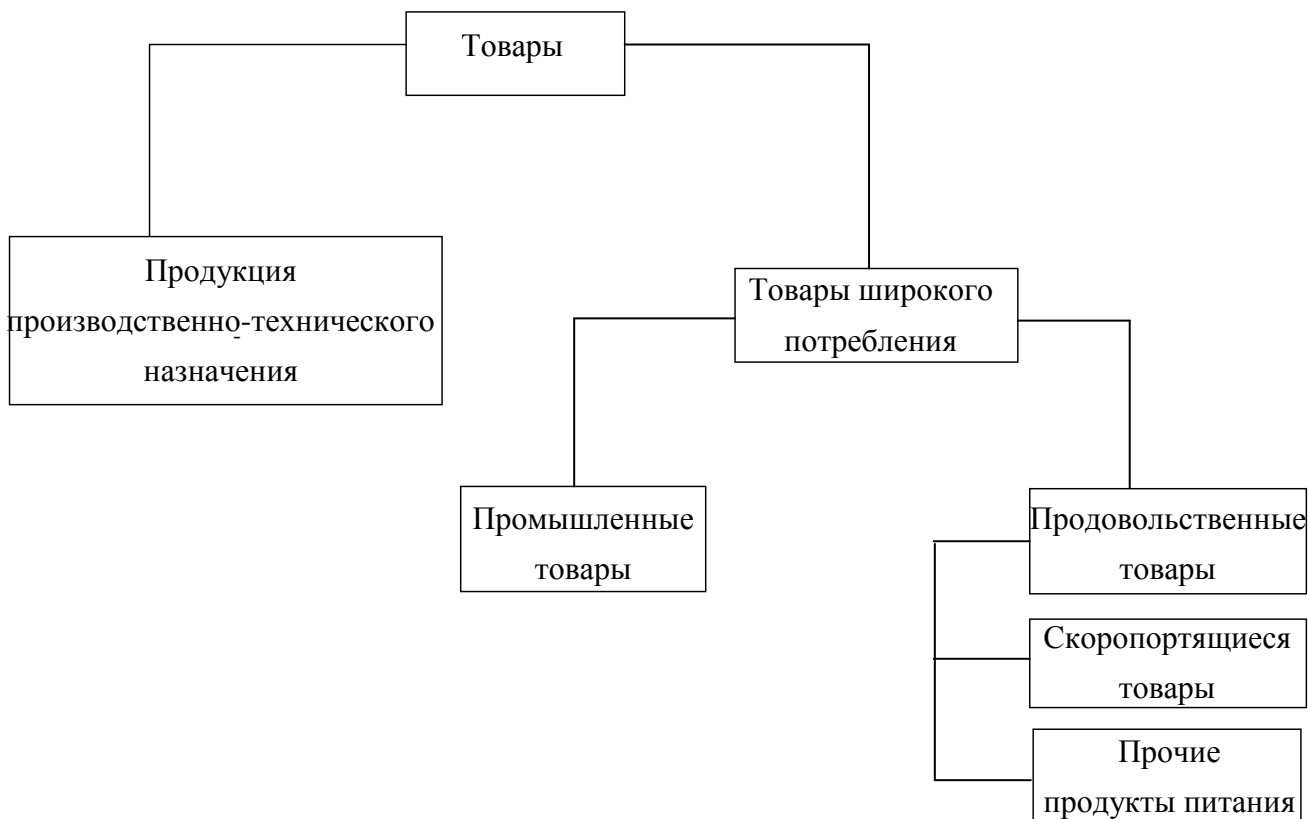 Товары
Продукция
производственно-технического
назначения
Товары широкого
потребления
Промышленные
товары
Продовольственные
товары
Скоропортящиеся
товары
Прочие
продукты питания